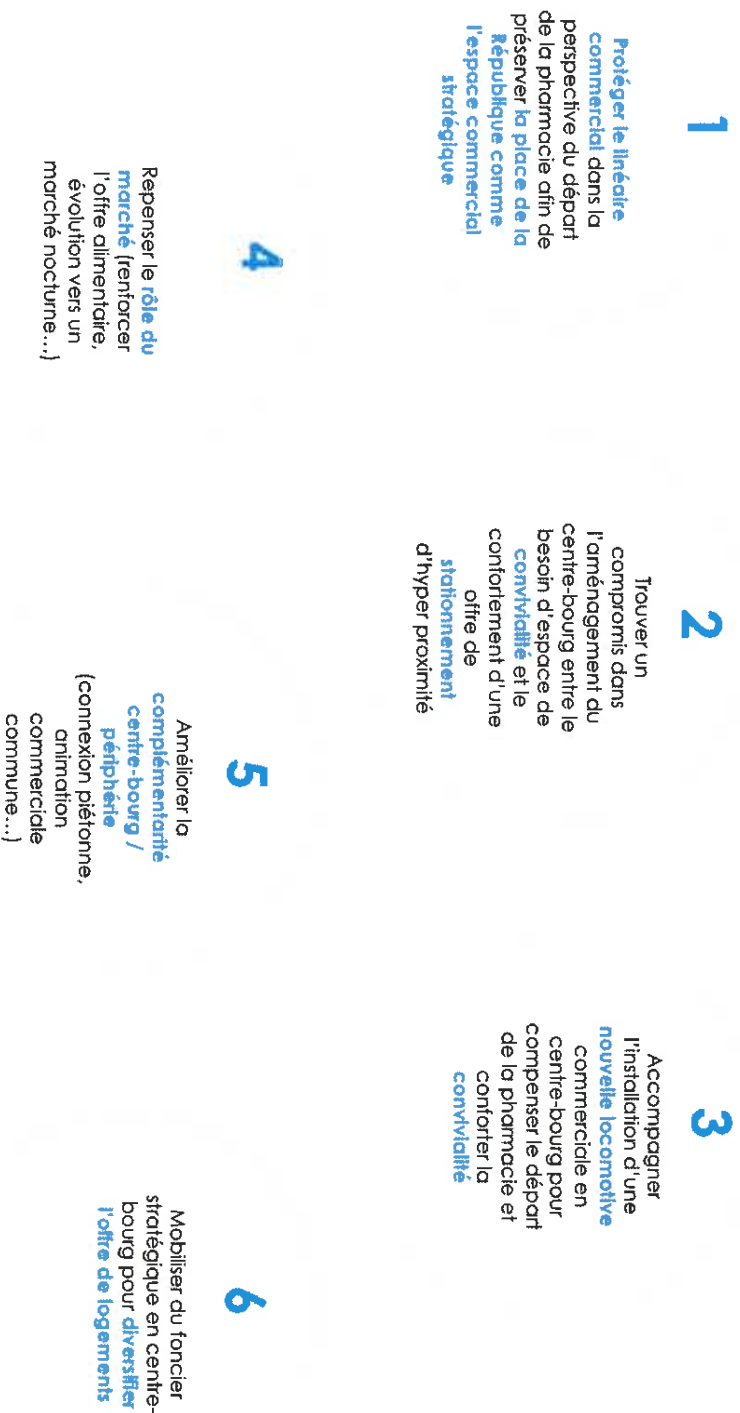 1
Protéger le linéaire
commercial dans la
perspective du départ
de la pharmacie afin de
préserver la place de la
République comme
l'espace commercial
stratégique
2
Trouver un
compromis dans
l'aménagement du
centre-bourg entre le
besoin d'espace de
convivialité et le
confortement d'une
offre de
stationnement
d'hyper proximité
3
Accompagner
l'installation d'une
nouvelle locomotive
commerciale en
centre-bourg pour
compenser le départ
de la pharmacie et
conforter la
convivialité
4
Repenser le rôle du
marché (renforcer
l'offre alimentaire,
évolution vers un
marché nocturne...)
5
Améliorer la
complémentarité
centre-bourg /
périphérie
(connexion piétonne,
animation
commerciale
commune...)
6
Mobiliser du foncier
stratégique en centre-
bourg pour diversifier
l'offre de logements